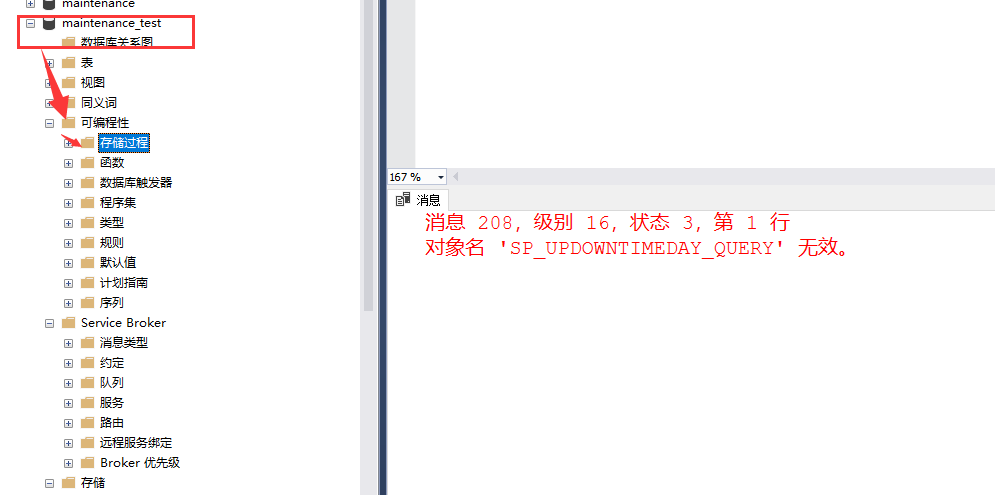 maintenance
maintenance_test
数据库关系图
表
视图
同义词
可编程性
存储过程
函数
数据库触发器
程序集
类型
规则
默认值
计划指南
序列
Service Broker
消息类型
约定
队列
服务
路由
远程服务绑定
Broker 优先级
存储
167 %
消息
消息 208, 级别 16, 状态 3, 第 1 行
对象名 'SP_UPDOWNTIMEDAY_QUERY' 无效。